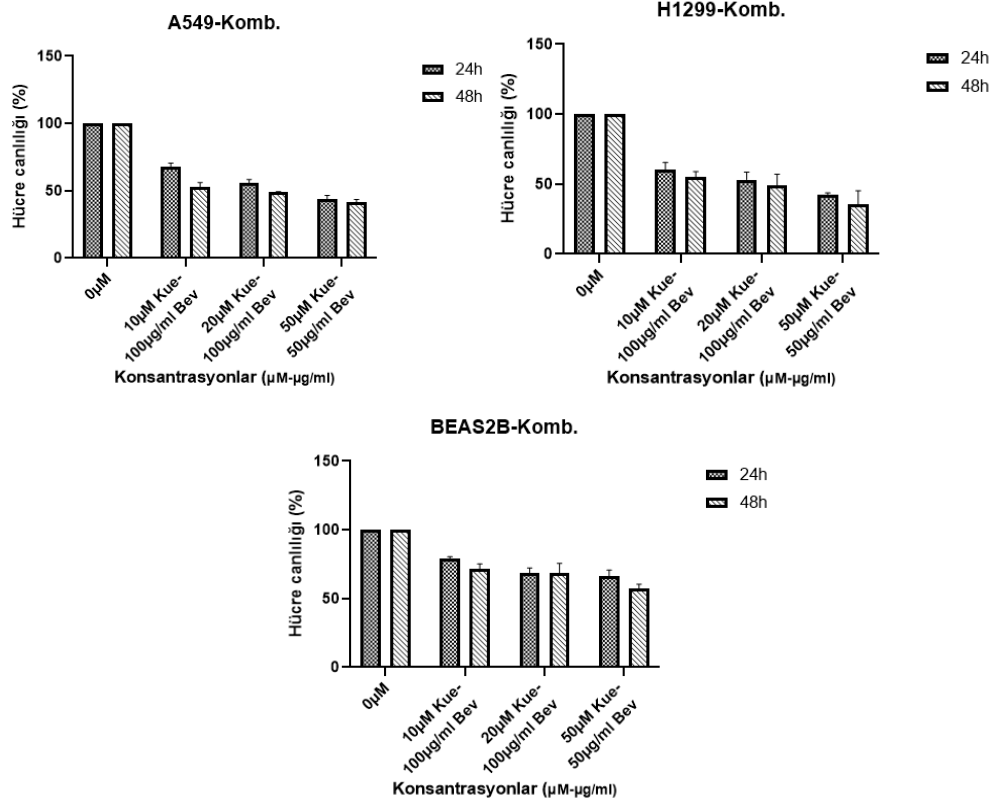 A549-Komb.
150
100
50
0
Hücre canlılığı (%)
24h
48h
0µM
10µM Kue-
100µg/ml Bev
20µM Kue-
100µg/ml Bev
50µM Kue-
50µg/ml Bev
Konsantrasyonlar (µM-µg/ml)
H1299-Komb.
150
100
50
0
Hücre canlılığı (%)
24h
48h
0µM
10µM Kue-
100µg/ml Bev
20µM Kue-
100µg/ml Bev
50µM Kue-
50µg/ml Bev
Konsantrasyonlar (µM-µg/ml)
BEAS2B-Komb.
150
100
50
0
Hücre canlılığı (%)
24h
48h
0µM
10µM Kue-
100µg/ml Bev
20µM Kue-
100µg/ml Bev
50µM Kue-
50µg/ml Bev
Konsantrasyonlar (µM-µg/ml)